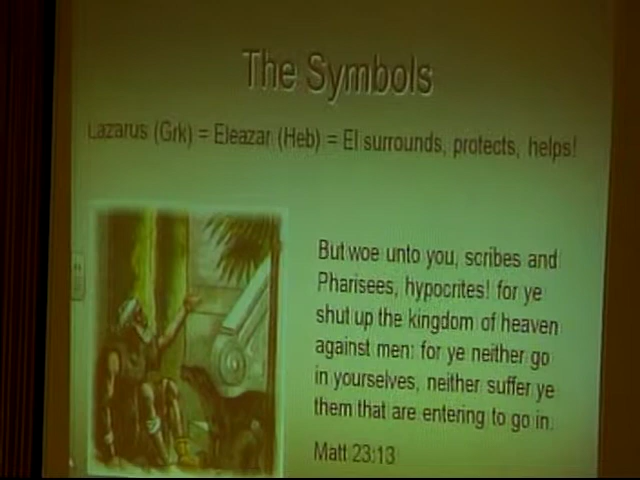 The Symbols
Lazarus (Grk) = Eleazar (Heb) = El surrounds, protects, helps!
But woe unto you, scribes and
Pharisees, hypocrites! for ye
shut up the kingdom of heaven
against men: for ye neither go
in yourselves, neither suffer ye
them that are entering to go in.
Matt 23:13